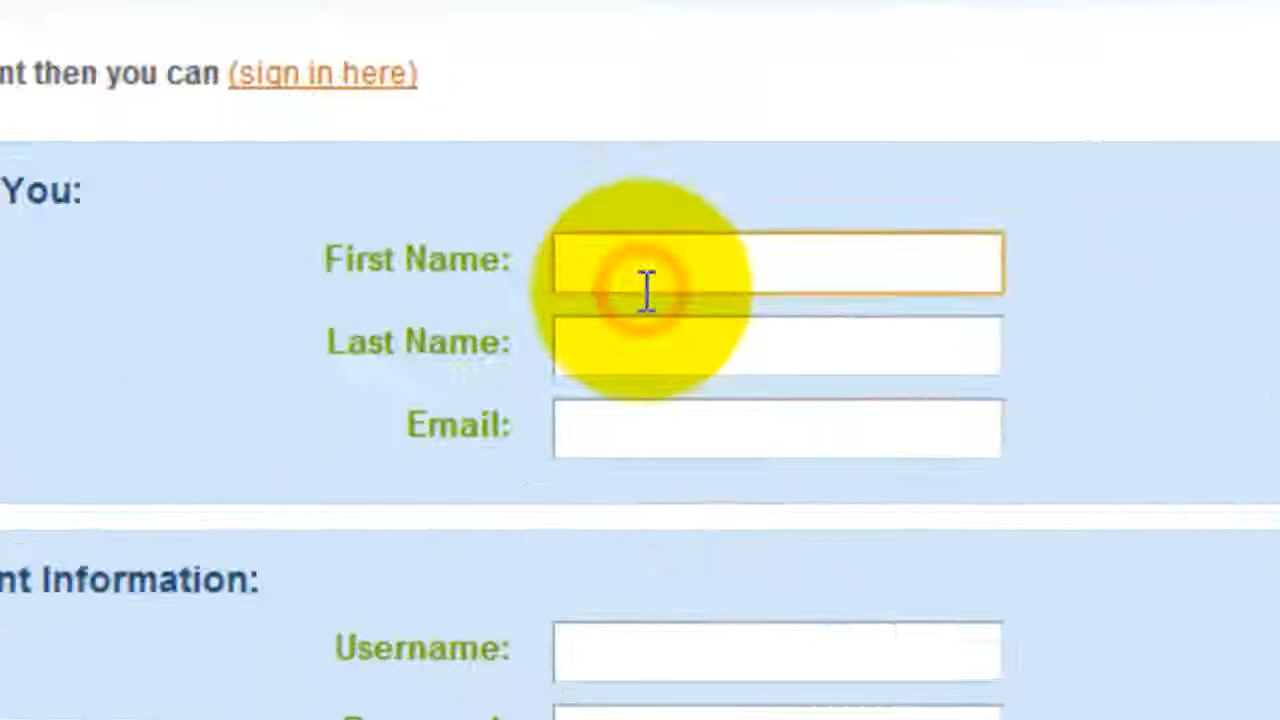 nt then you can (sign in here)
You:
First Name:
Last Name:
Email:
nt Information:
Username: